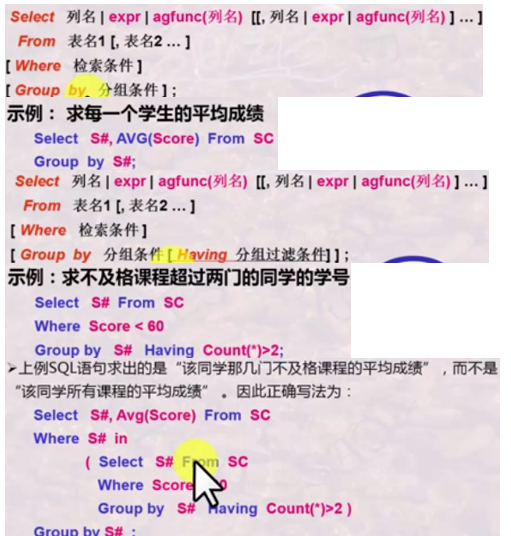 Select 列名 | expr | agfunc(列名) [[, 列名 | expr | agfunc(列名) ] … ]
From 表名1 [, 表名2 … ]
[ Where 检索条件 ]
[ Group by 分组条件 ] ;
示例： 求每一个学生的平均成绩
Select S#, AVG(Score) From SC
Group by S#;
Select 列名 | expr | agfunc(列名) [[, 列名 | expr | agfunc(列名) ] … ]
From 表名1 [, 表名2 … ]
[ Where 检索条件 ]
[ Group by 分组条件 [ Having 分组过滤条件] ] ;
示例：求不及格课程超过两门的同学的学号
Select S# From SC
Where Score < 60
Group by S# Having Count(*)>2;
➢上例SQL语句求出的是“该同学那几门不及格课程的平均成绩”，而不是
“该同学所有课程的平均成绩”。因此正确写法为：
Select S#, Avg(Score) From SC
Where S# in
( Select S# From SC
Where Score 0
Group by S# Having Count(*)>2 )
Group by S# ;